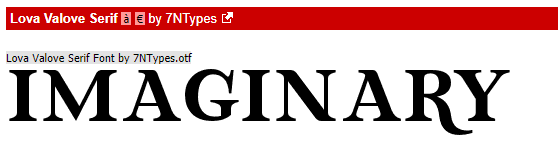 Lova Valove Serif à € by 7NTypes
Lova Valove Serif Font by 7NTypes.otf
IMAGINARY